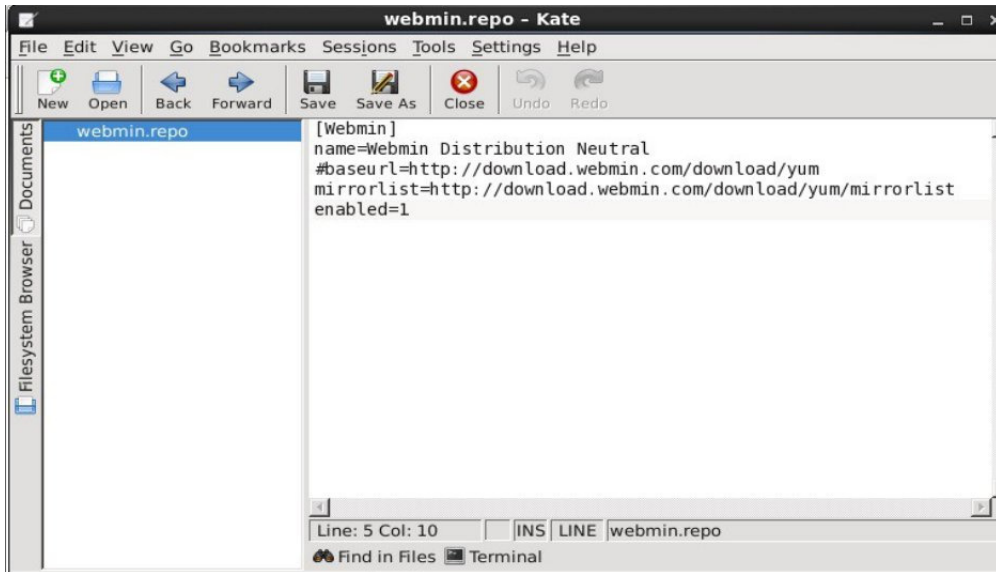 webmin.repo – Kate
File Edit View Go Bookmarks Sessions Tools Settings Help
New Open Back Forward Save Save As Close Undo Redo
Documents
Filesystem Browser
webmin.repo
[Webmin]
name=Webmin Distribution Neutral
#baseurl=http://download.webmin.com/download/yum
mirrorlist=http://download.webmin.com/download/yum/mirrorlist
enabled=1
Line: 5 Col: 10 INS LINE webmin.repo
Find in Files Terminal